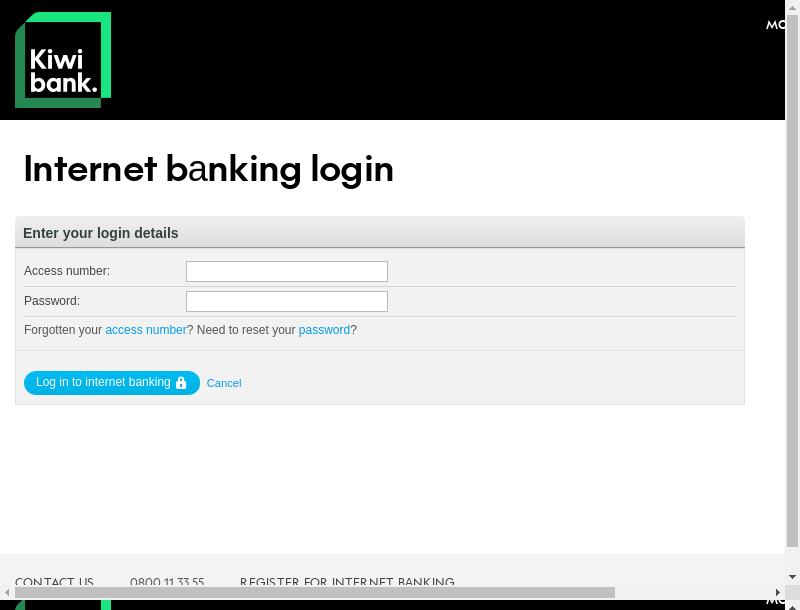 MO
Kiwi
bank.
Internet bаnking login
Enter your login details
Access number:
Password:
Forgotten your access number? Need to reset your password?
Log in to internet banking
Cancel
CONTACT US
0800 11 33 55
REGISTER FOR INTERNET BANKING
MO